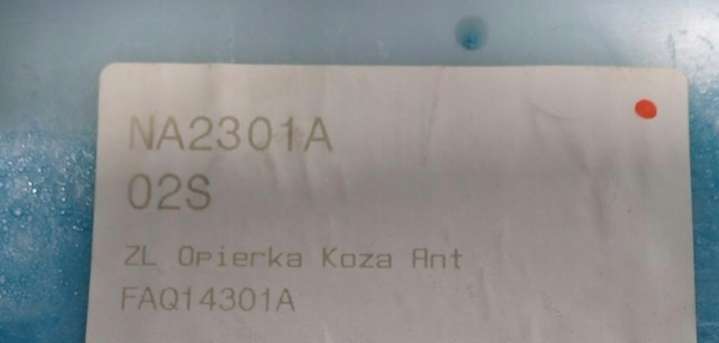 NA2301A
02S
ZL Opierka Koza Ant
FAQ14301A